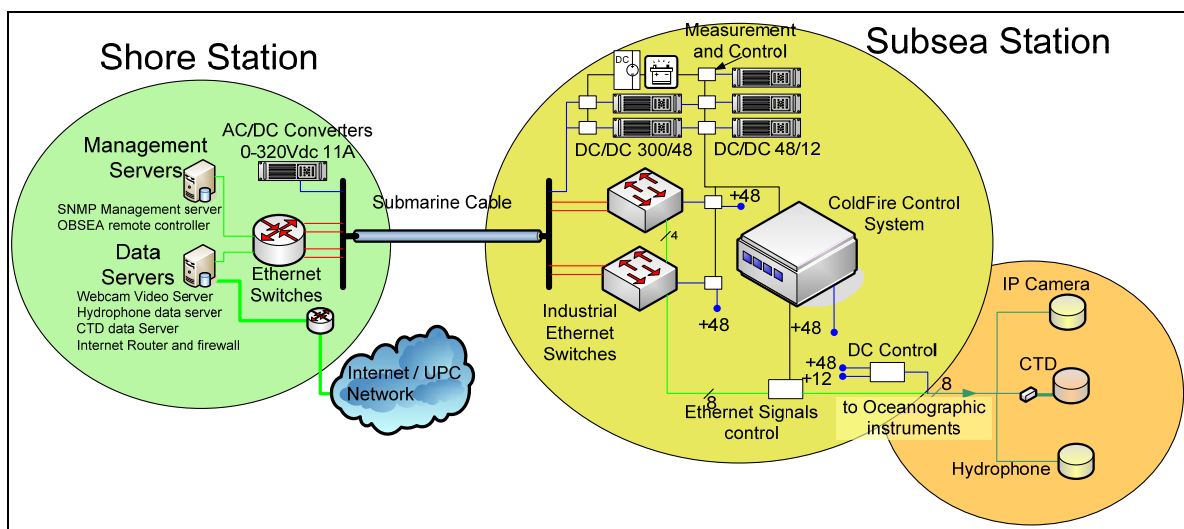 Shore Station
Subsea Station
AC/DC Converters
0-320Vdc 11A
Management
Servers
SNMP Management server
OBSEA remote controller
Data
Servers
Webcam Video Server
Hydrophone data server
CTD data Server
Internet Router and firewall
Ethernet
Switches
Internet / UPC
Network
Submarine Cable
Measurement
and Control
DC
DC/DC 300/48
DC/DC 48/12
+48
4
+48
Industrial
Ethernet
Switches
ColdFire Control
System
+48
DC Control
+48
+12
8
Ethernet Signals
control
8
to Oceanographic
instruments
IP Camera
CTD
Hydrophone